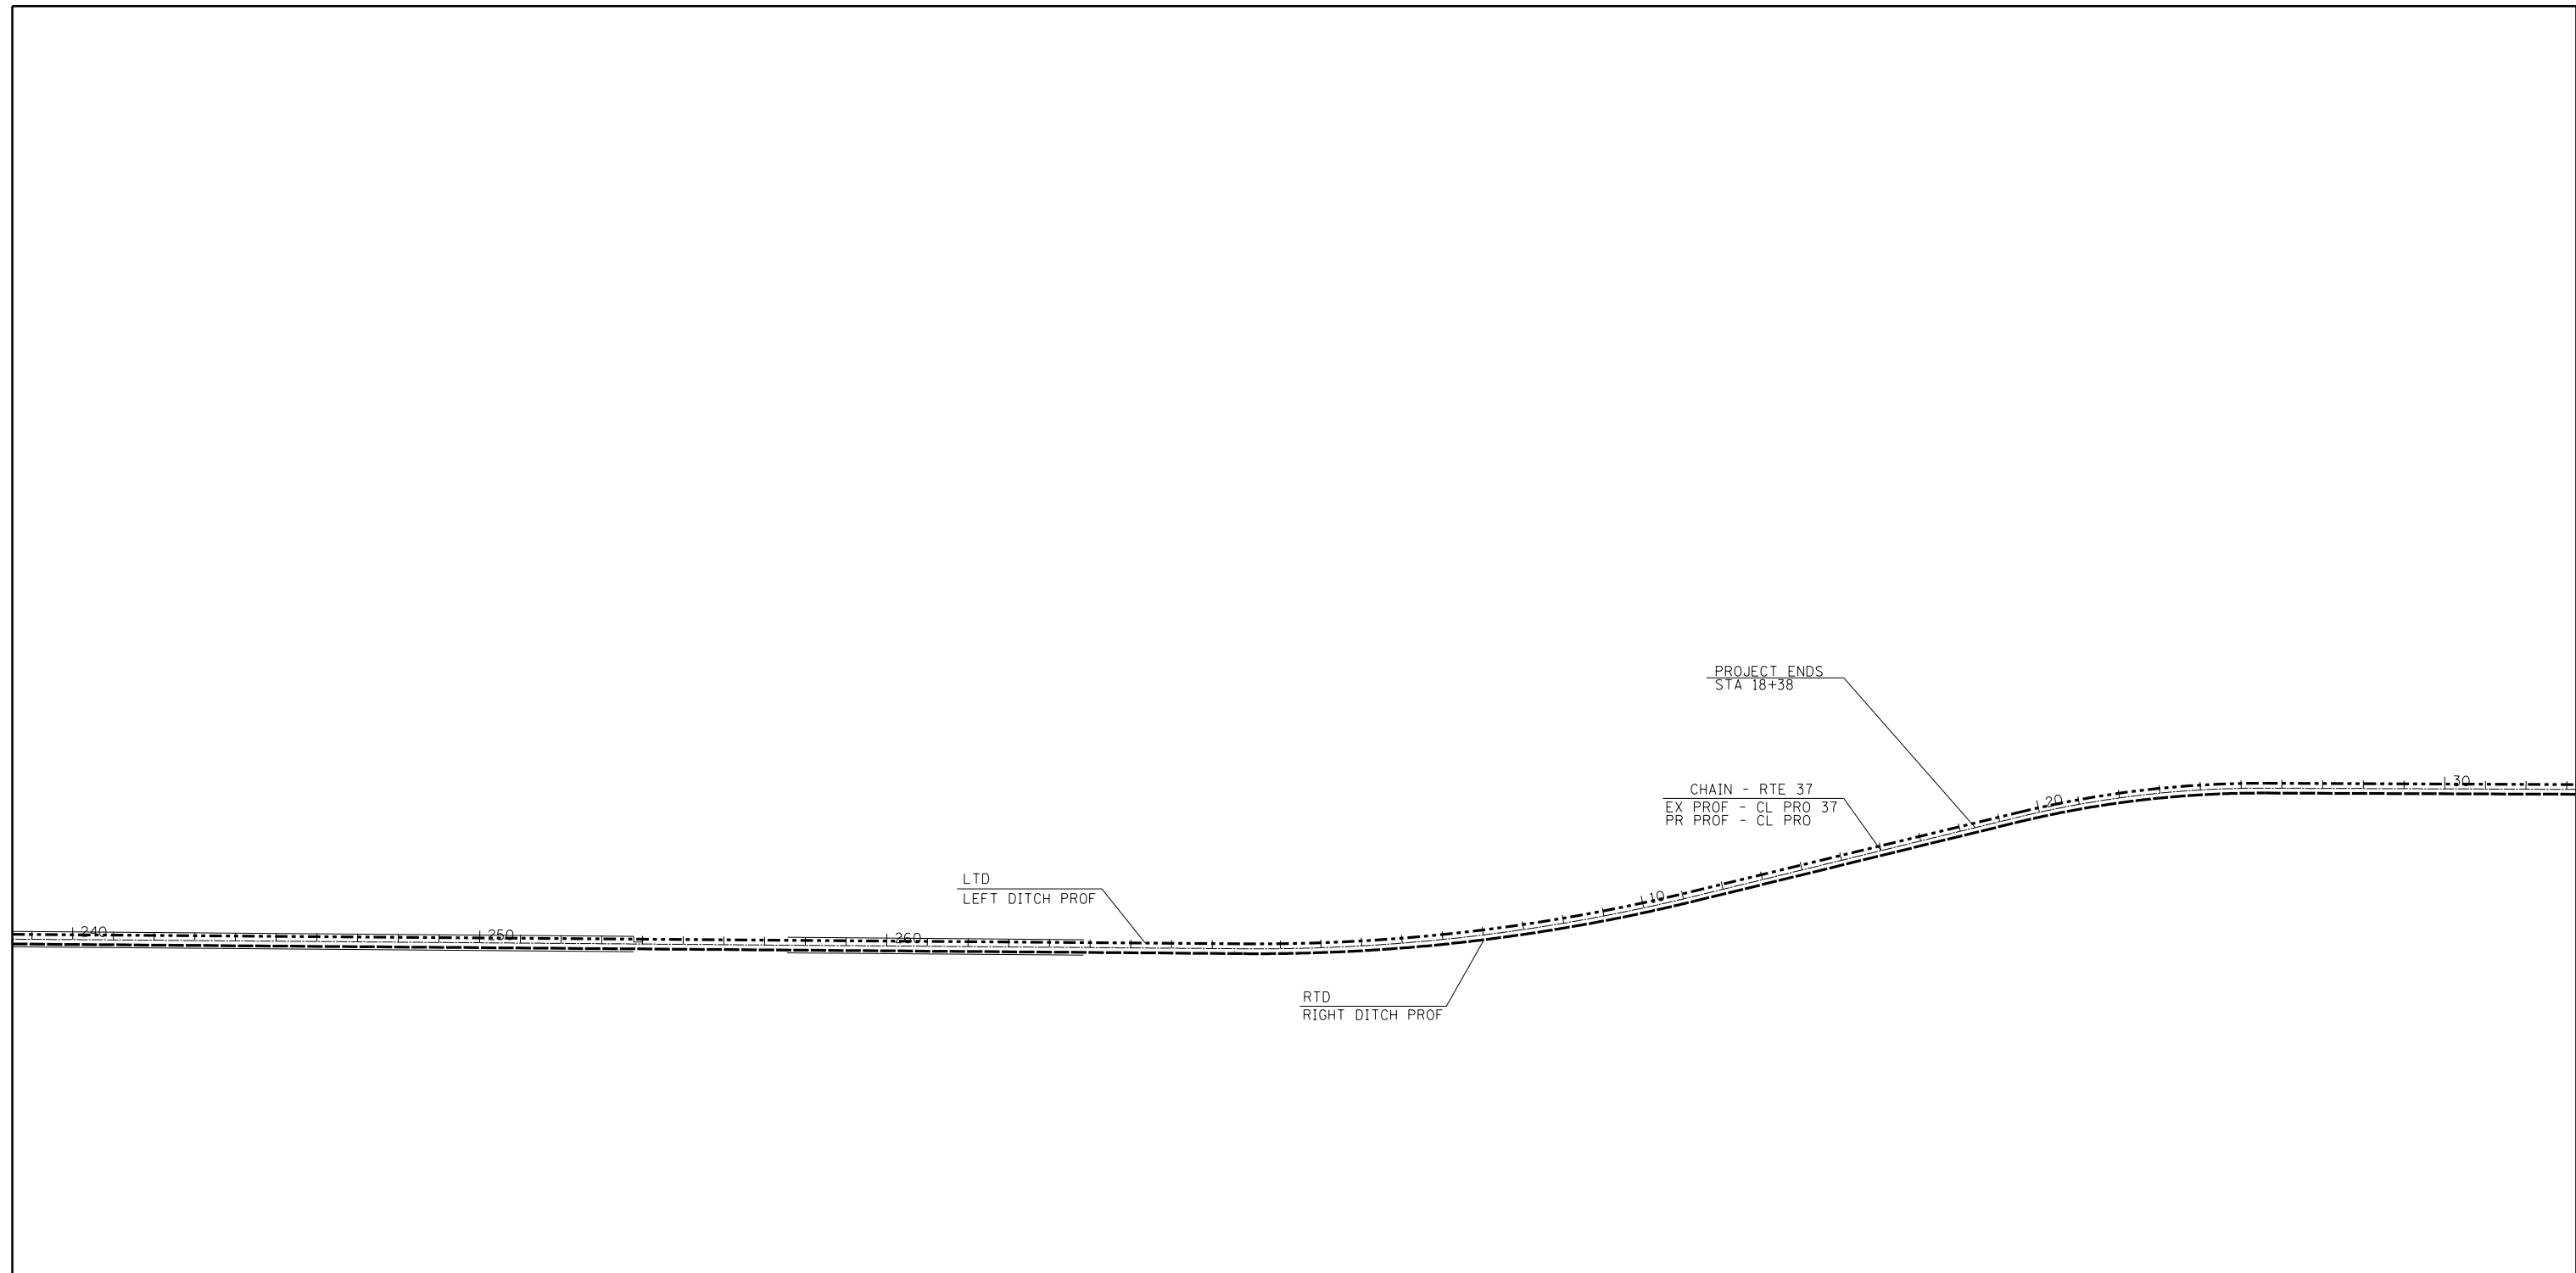 PROJECT ENDS
STA 18+38
CHAIN - RTE 37
EX PROF - CL PRO 37
PR PROF - CL PRO
LTD
LEFT DITCH PROF
RTD
RIGHT DITCH PROF
240
250
260
10
20
30